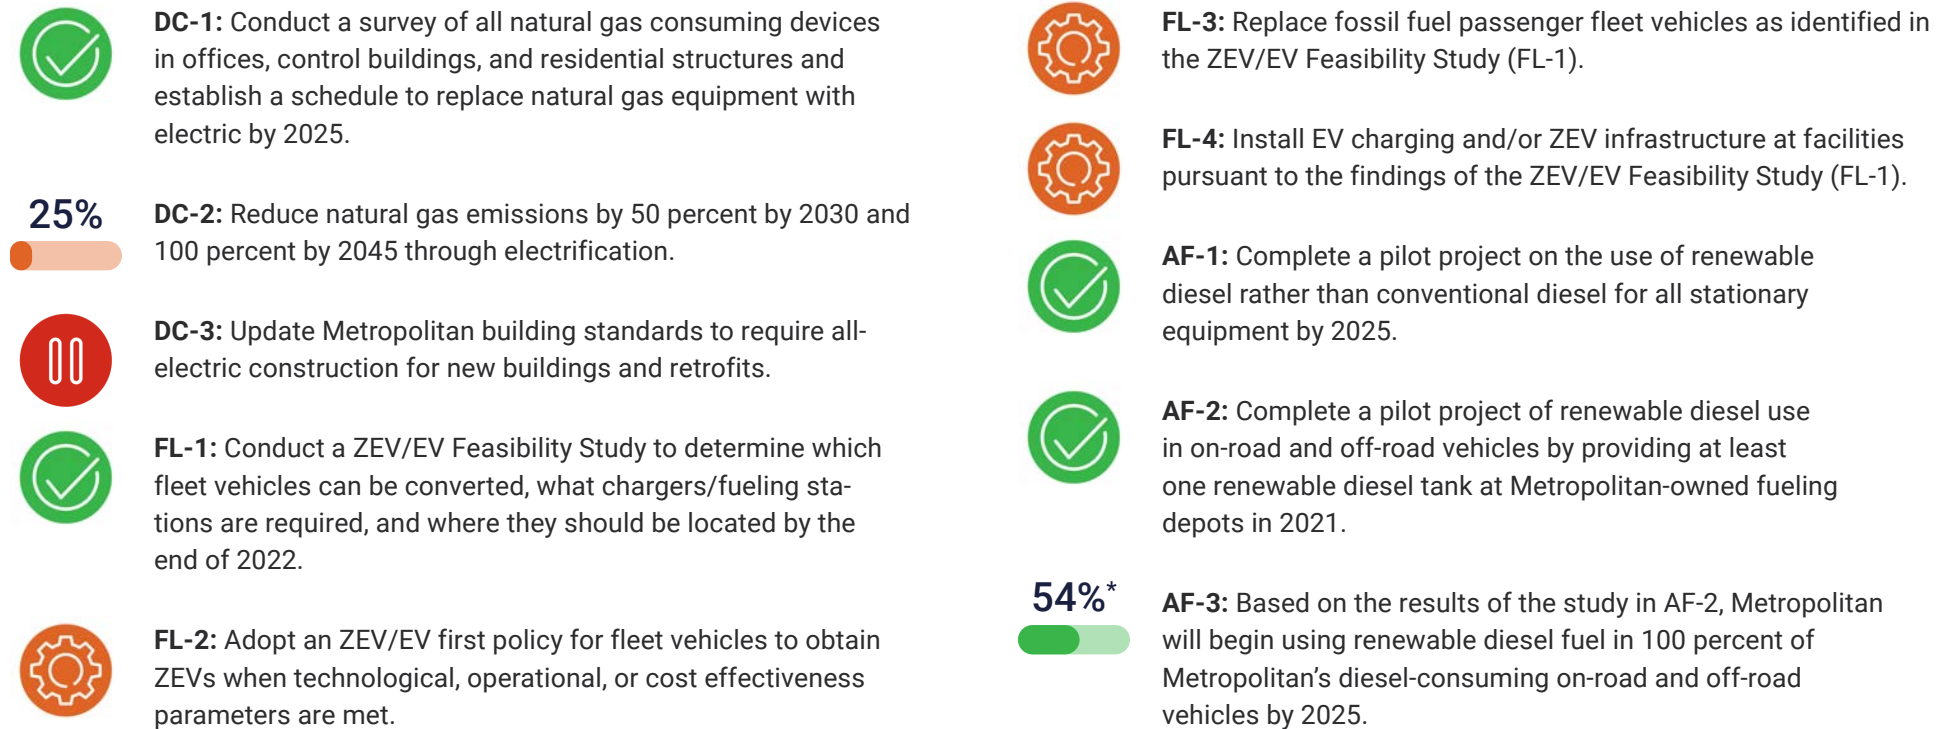 DC-1: Conduct a survey of all natural gas consuming devices
in offices, control buildings, and residential structures and
establish a schedule to replace natural gas equipment with
electric by 2025.
25%
DC-2: Reduce natural gas emissions by 50 percent by 2030 and
100 percent by 2045 through electrification.
DC-3: Update Metropolitan building standards to require all-
electric construction for new buildings and retrofits.
FL-1: Conduct a ZEV/EV Feasibility Study to determine which
fleet vehicles can be converted, what chargers/fueling sta-
tions are required, and where they should be located by the
end of 2022.
FL-2: Adopt an ZEV/EV first policy for fleet vehicles to obtain
ZEVs when technological, operational, or cost effectiveness
parameters are met.
FL-3: Replace fossil fuel passenger fleet vehicles as identified in
the ZEV/EV Feasibility Study (FL-1).
FL-4: Install EV charging and/or ZEV infrastructure at facilities
pursuant to the findings of the ZEV/EV Feasibility Study (FL-1).
AF-1: Complete a pilot project on the use of renewable
diesel rather than conventional diesel for all stationary
equipment by 2025.
AF-2: Complete a pilot project of renewable diesel use
in on-road and off-road vehicles by providing at least
one renewable diesel tank at Metropolitan-owned fueling
depots in 2021.
54%*
AF-3: Based on the results of the study in AF-2, Metropolitan
will begin using renewable diesel fuel in 100 percent of
Metropolitan's diesel-consuming on-road and off-road
vehicles by 2025.